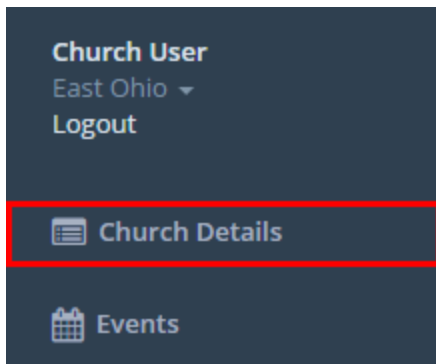 Church User
East Ohio
Logout
Church Details
Events